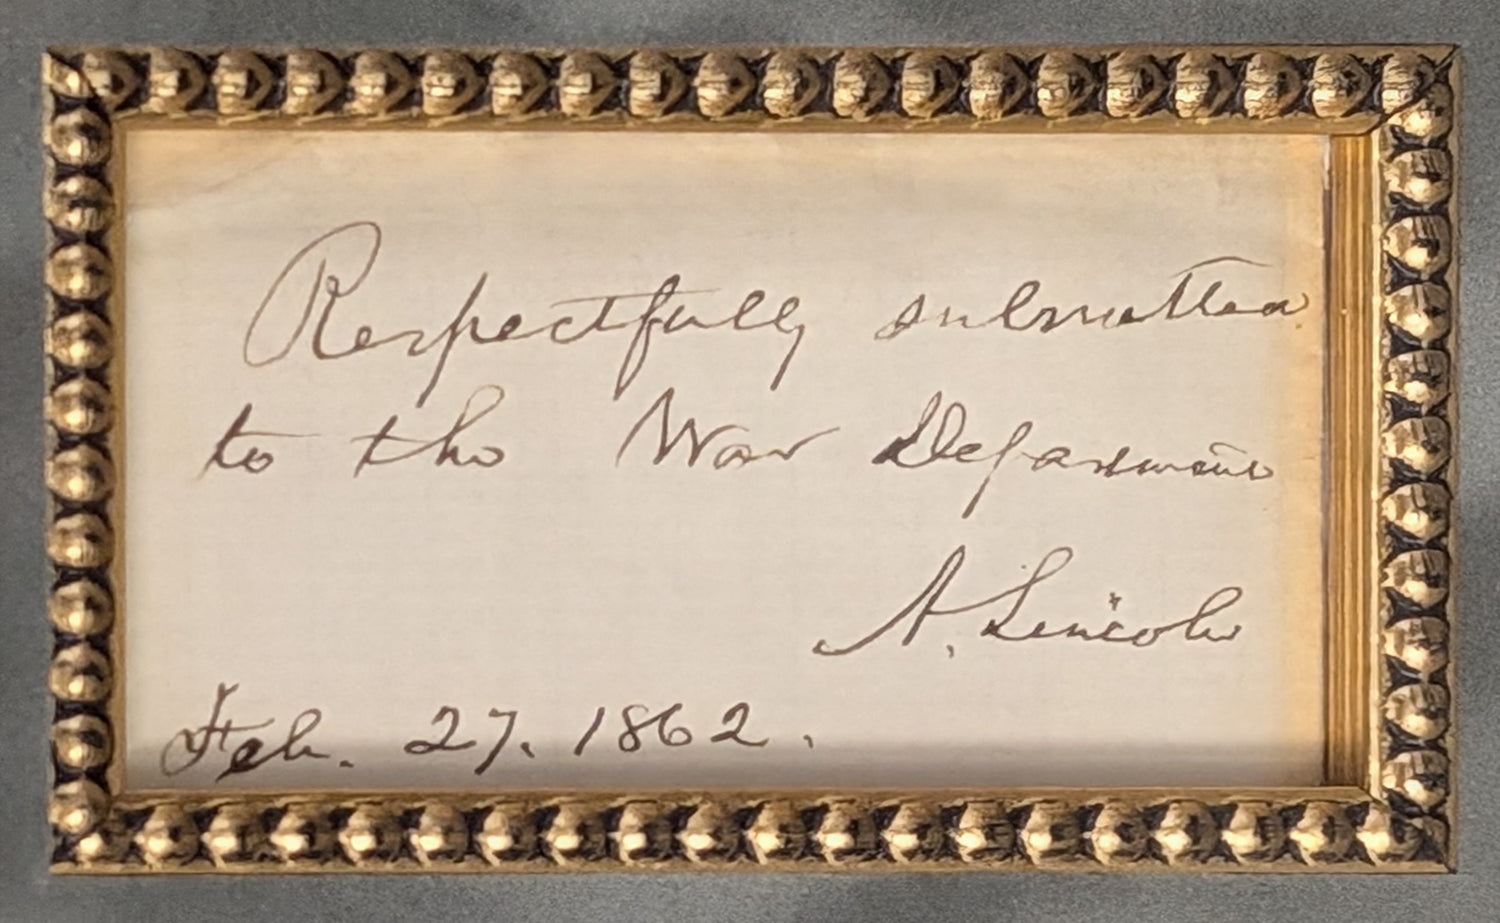 Respectfully submitted
to the War Department
A. Lincoln
Feb. 27. 1862.